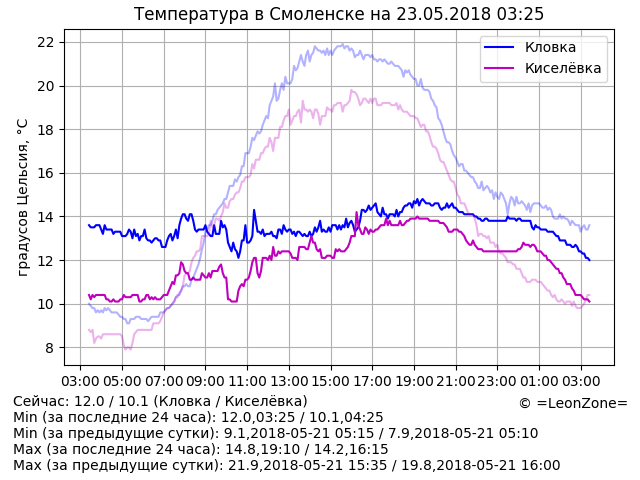 Температура в Смоленске на 23.05.2018 03:25
градусов Цельсия, °C
22
20
18
16
14
12
10
8
Кловка
Киселёвка
03:00 05:00 07:00 09:00 11:00 13:00 15:00 17:00 19:00 21:00 23:00 01:00 03:00
© =LeonZone=
Сейчас: 12.0 / 10.1 (Кловка / Киселёвка)
Min (за последние 24 часа): 12.0,03:25 / 10.1,04:25
Min (за предыдущие сутки): 9.1,2018-05-21 05:15 / 7.9,2018-05-21 05:10
Max (за последние 24 часа): 14.8,19:10 / 14.2,16:15
Max (за предыдущие сутки): 21.9,2018-05-21 15:35 / 19.8,2018-05-21 16:00